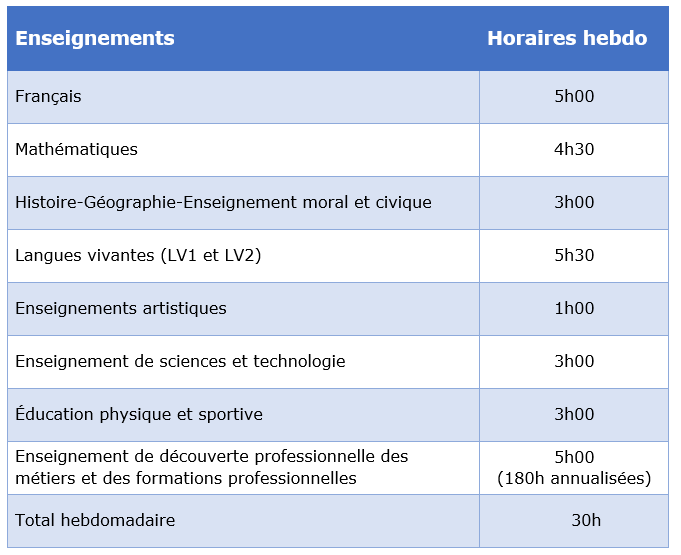 Enseignements Horaires hebdo
Français 5h00
Mathématiques 4h30
Histoire-Géographie-Enseignement moral et civique 3h00
Langues vivantes (LV1 et LV2) 5h30
Enseignements artistiques 1h00
Enseignement de sciences et technologie 3h00
Éducation physique et sportive 3h00
Enseignement de découverte professionnelle des 5h00
métiers et des formations professionnelles (180h annualisées)
Total hebdomadaire 30h